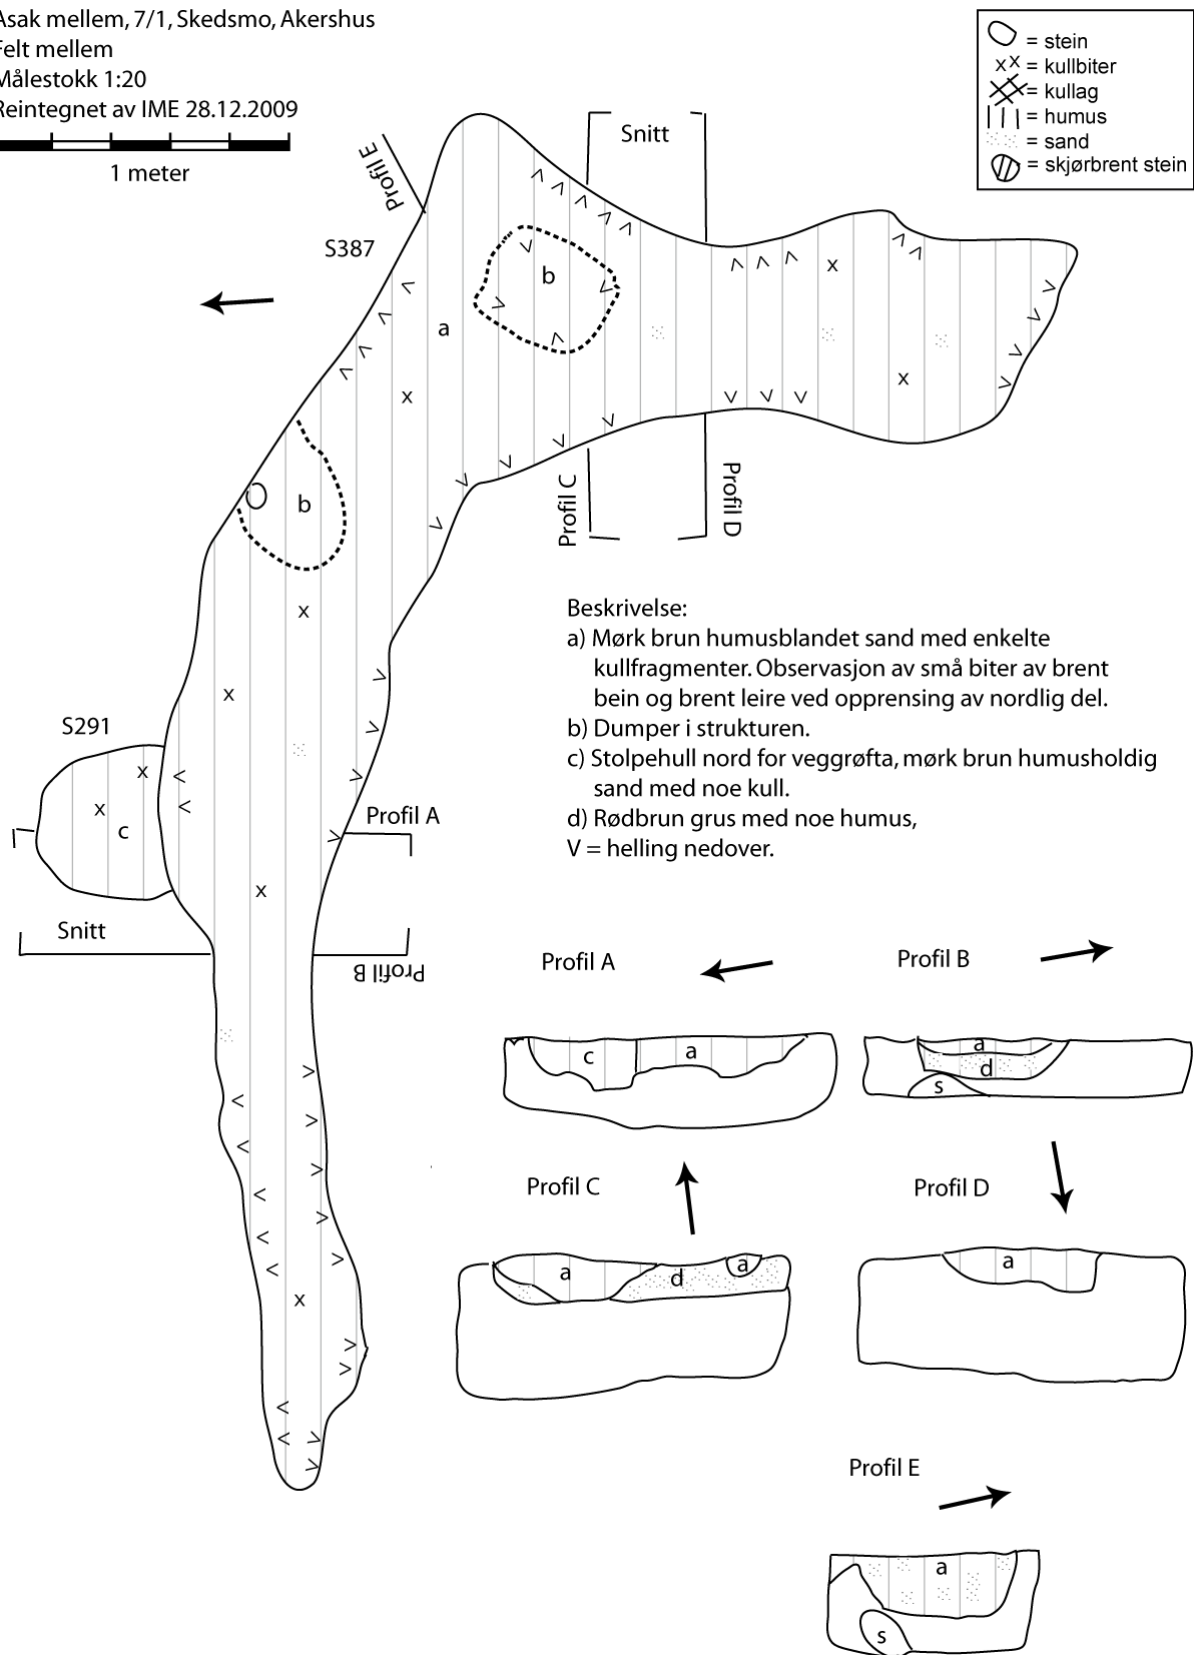 Asak mellem, 7/1, Skedsmo, Akershus
Felt mellem
Målestokk 1:20
Reintegnet av IME 28.12.2009
1 meter
= stein
x x = kullbiter
= kullag
= humus
= sand
= skjørbrent stein
Snitt
Profil E
S387
a
b
b
Profil C
Profil D
Beskrivelse:
a) Mørk brun humusblandet sand med enkelte
kullfragmenter. Observasjon av små biter av brent
bein og brent leire ved opprensing av nordlig del.
b) Dumper i strukturen.
c) Stolpehull nord for veggrøfta, mørk brun humusholdig
sand med noe kull.
d) Rødbrun grus med noe humus,
V = helling nedover.
S291
c
Profil A
Snitt
Profil B
Profil A
c
a
Profil B
a
d
s
Profil C
a
d
a
Profil D
a
Profil E
a
s